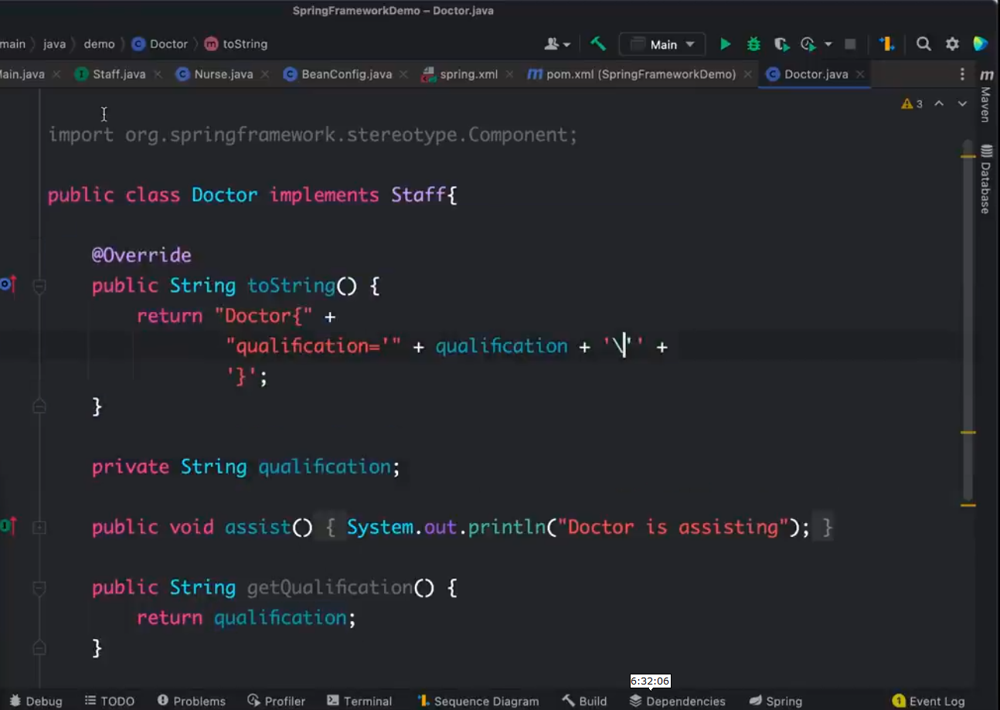 SpringFrameworkDemo – Doctor.java
main java demo Doctor toString Main
Main.java Staff.java Nurse.java BeanConfig.java spring.xml pom.xml (SpringFrameworkDemo) Doctor.java
Maven
Database
3
import org.springframework.stereotype.Component;
public class Doctor implements Staff{
@Override
public String toString() {
return "Doctor{" +
"qualification='" + qualification + '\'' +
'}';
}
private String qualification;
public void assist() { System.out.println("Doctor is assisting"); }
public String getQualification() {
return qualification;
}
6:32:06
Debug TODO Problems Profiler Terminal Sequence Diagram Build Dependencies Spring 1 Event Log